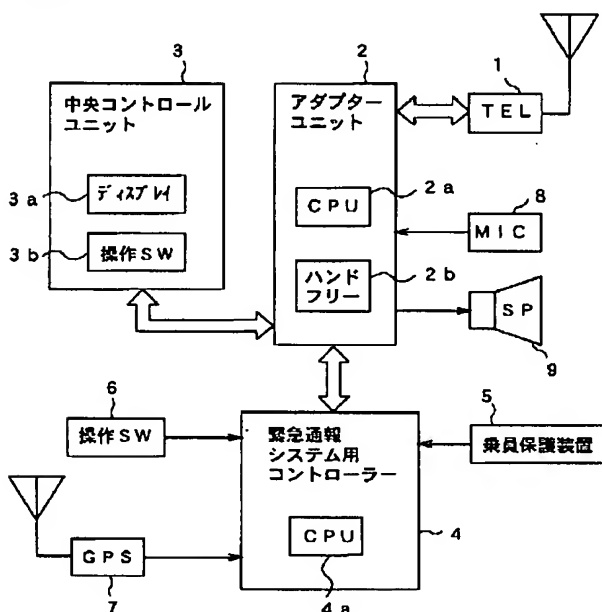 3
中央コントロール
ユニット
3a
ディスプレイ
3b
操作SW
2
アダプター
ユニット
2a
CPU
2b
ハンド
フリー
1
TEL
8
MIC
SP
9
6
操作SW
緊急通報
システム用
コントローラー
CPU
4a
4
5
乗員保護装置
GPS
7